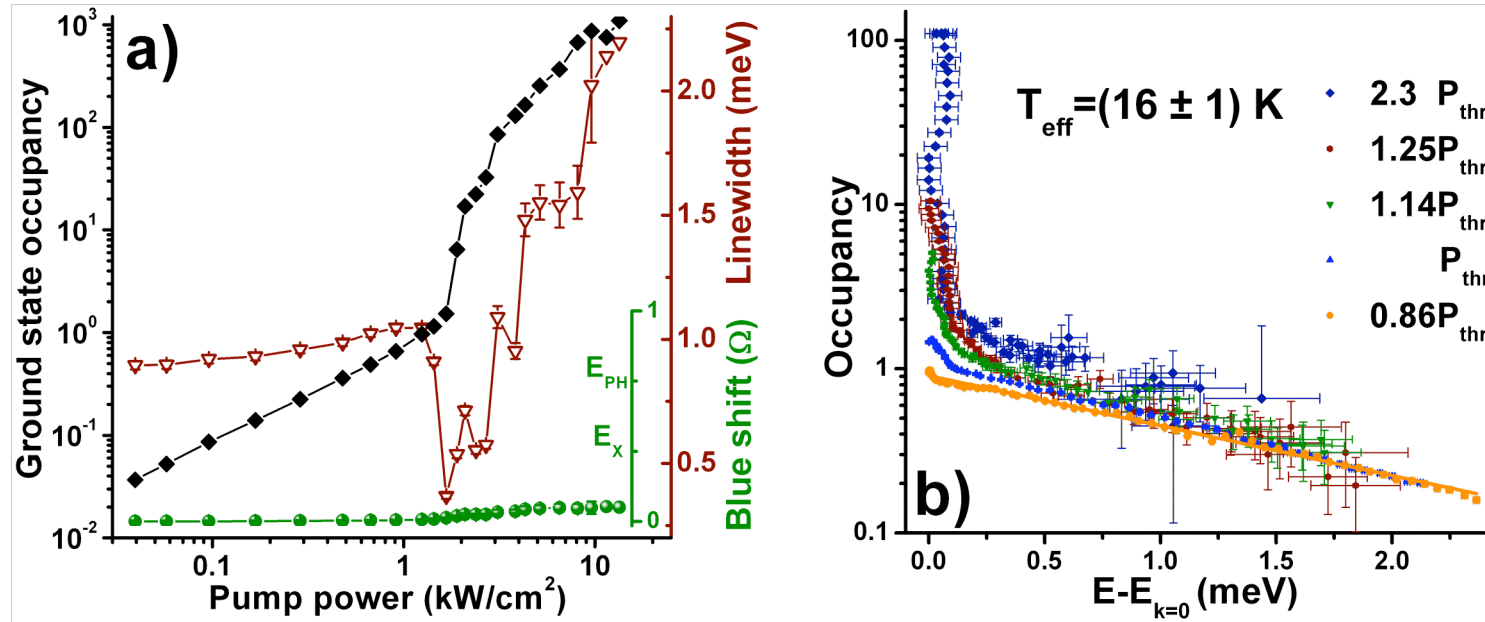 a)
Ground state occupancy
10³
10²
10¹
10⁰
10⁻¹
10⁻²
0.1
1
10
Pump power (kW/cm²)
Linewidth (meV)
2.0
1.5
1.0
0.5
Blue shift (Ω)
1
E_PH
E_X
0
b)
Occupancy
100
10
1
0.1
T_eff=(16 ± 1) K
2.3 P_thr
1.25P_thr
1.14P_thr
P_thr
0.86P_thr
0.0
0.5
1.0
1.5
2.0
E-E_k=0 (meV)